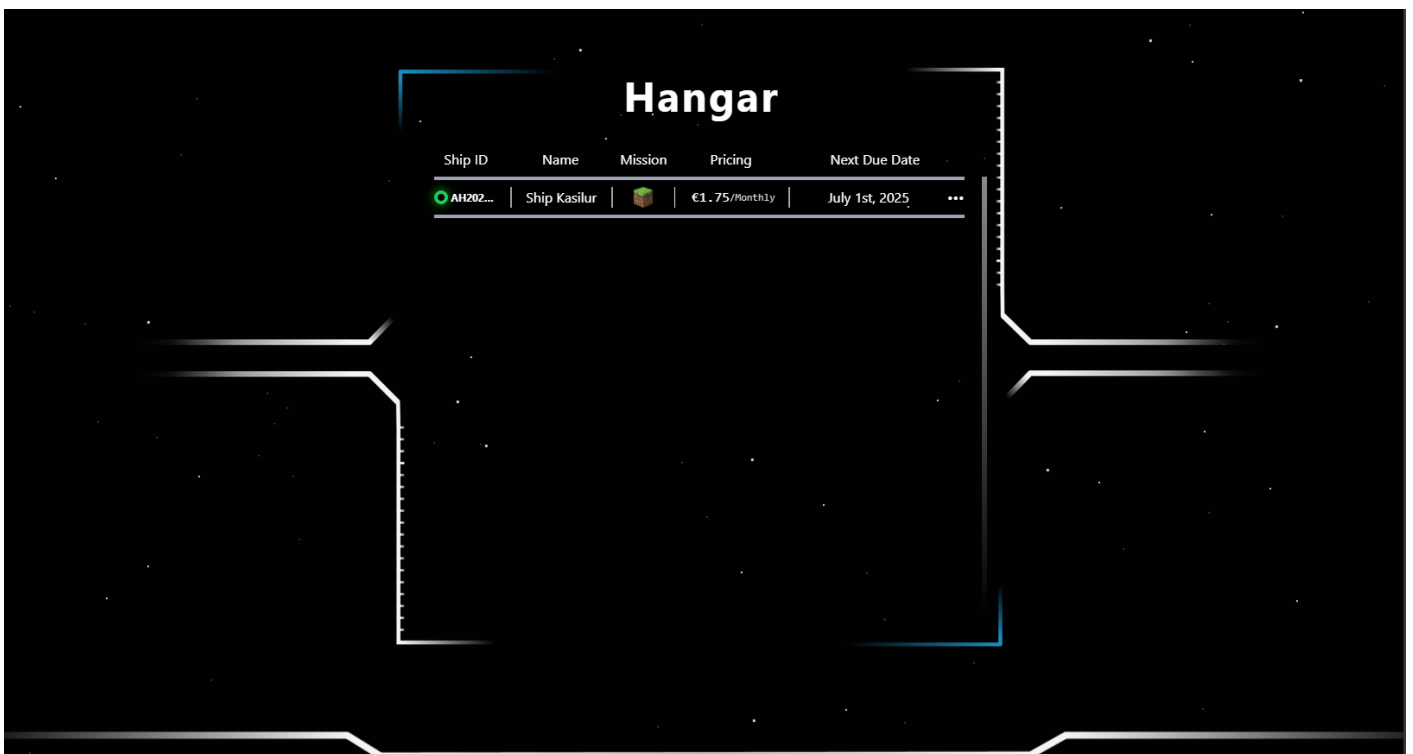 Hangar
Ship ID Name Mission Pricing Next Due Date
AH202... Ship Kasilur €1.75/Monthly July 1st, 2025 •••